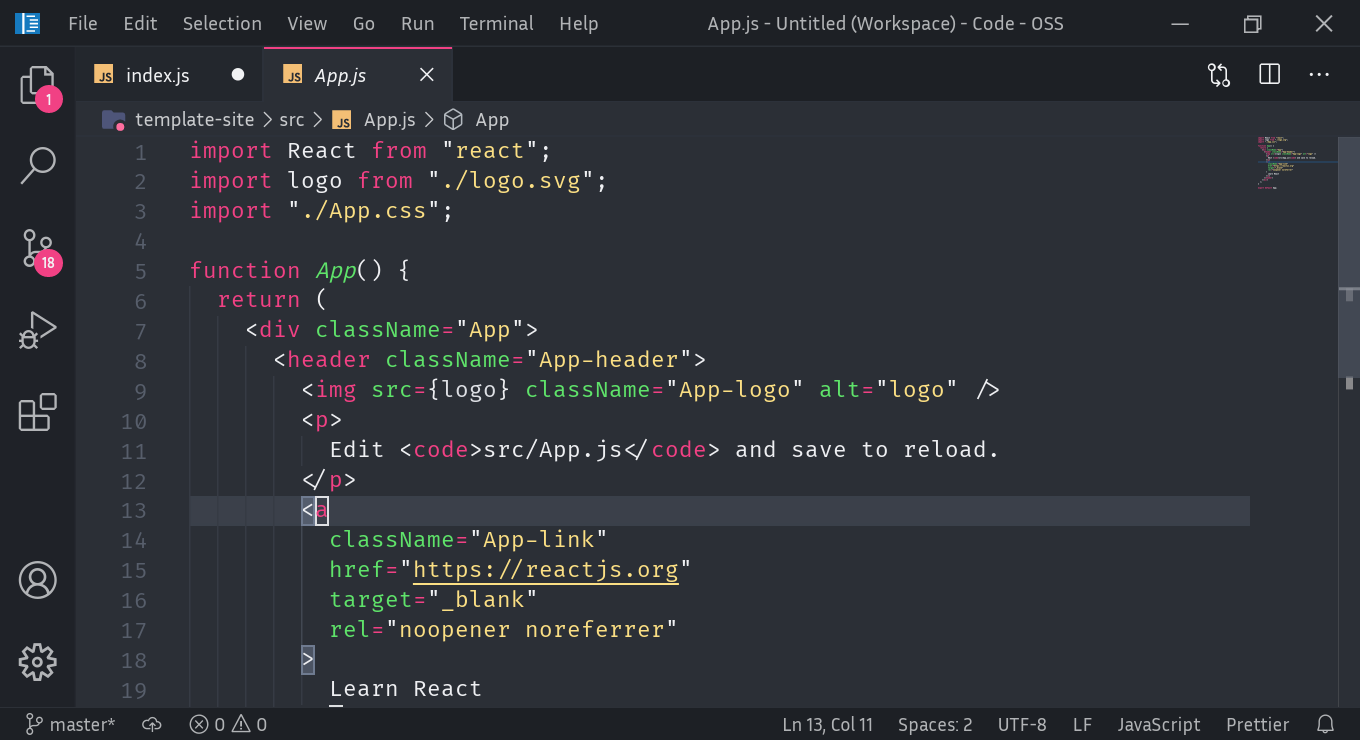 File Edit Selection View Go Run Terminal Help App.js - Untitled (Workspace) - Code - OSS
JS index.js JS App.js
1
template-site > src > JS App.js > App
1 import React from "react";
2 import logo from "./logo.svg";
3 import "./App.css";
4
5 function App() {
6 return (
7 <div className="App">
8 <header className="App-header">
9 <img src={logo} className="App-logo" alt="logo" />
10 <p>
11 Edit <code>src/App.js</code> and save to reload.
12 </p>
13 <a
14 className="App-link"
15 href="https://reactjs.org"
16 target="_blank"
17 rel="noopener noreferrer"
18 >
19 Learn React
18
master* 0 0 Ln 13, Col 11 Spaces: 2 UTF-8 LF JavaScript Prettier